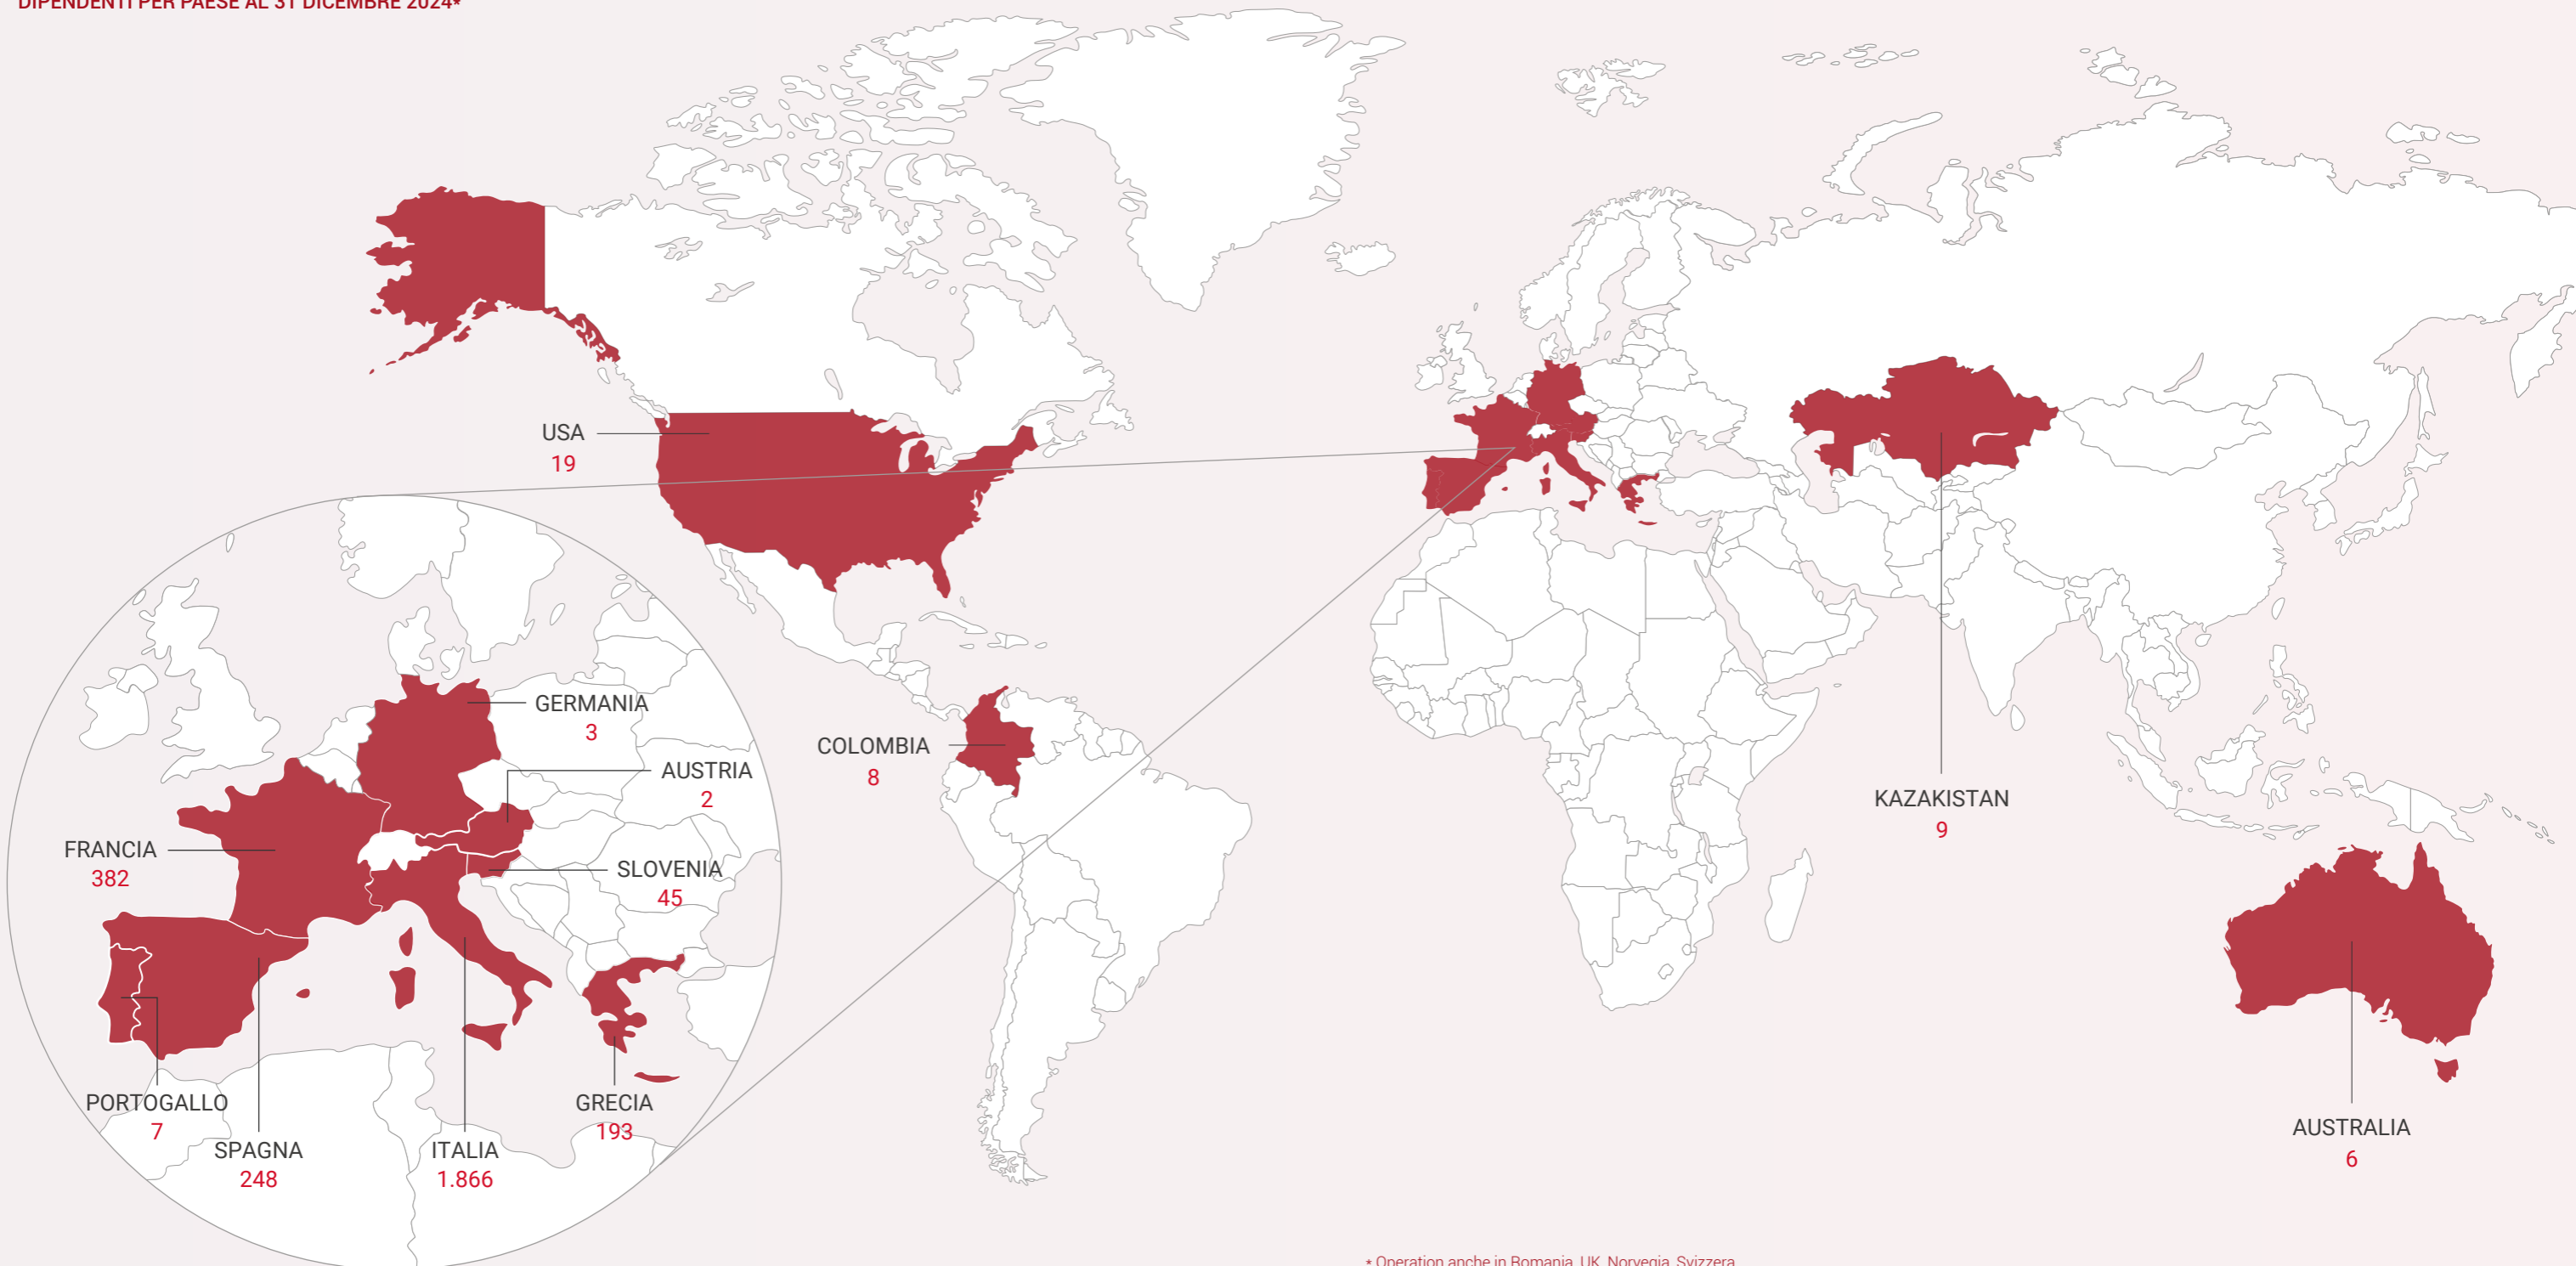 DIPENDENTI PER PAESE AL 31 DICEMBRE 2024*
USA
19
GERMANIA
3
AUSTRIA
2
FRANCIA
382
SLOVENIA
45
PORTOGALLO
7
SPAGNA
248
ITALIA
1.866
GRECIA
193
COLOMBIA
8
KAZAKISTAN
9
AUSTRALIA
6
* Operation anche in Romania, UK, Norvegia, Svizzera